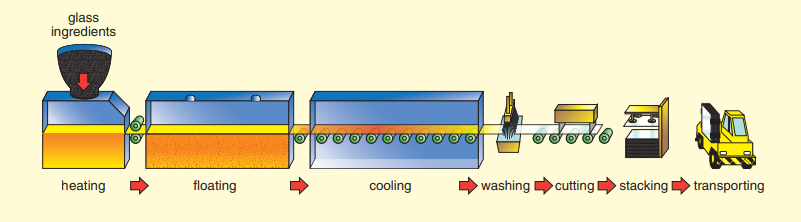 glass
ingredients
heating
floating
cooling
washing
cutting
stacking
transporting